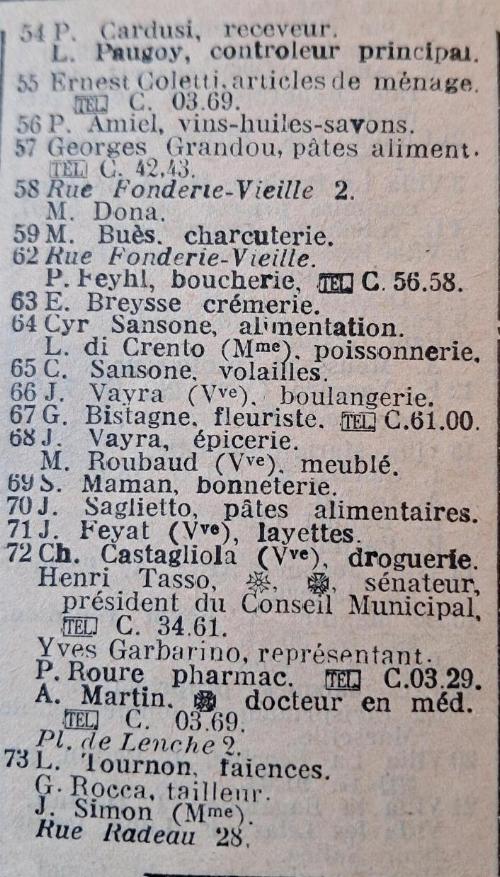 54 P. Cardusi, receveur.
L. Paugoy, controleur principal.
55 Ernest Coletti, articles de ménage.
TEL C. 03.69.
56 P. Amiel, vins-huiles-savons.
57 Georges Grandou, pâtes aliment.
TEL C. 42.43.
58 Rue Fonderie-Vieille 2.
M. Dona.
59 M. Buès. charcuterie.
62 Rue Fonderie-Vieille.
P. Feyhl, boucherie, TEL C. 56.58.
63 E. Breysse crémerie.
64 Cyr Sansone, alimentation.
L. di Crento (Mme), poissonnerie.
65 C. Sansone, volailles.
66 J. Vayra (Vve). boulangerie.
67 G. Bistagne, fleuriste. TEL C.61.00.
68 J. Vayra, épicerie.
M. Roubaud (Vve). meublé.
69 S. Maman, bonneterie.
70 J. Saglietto, pâtes alimentaires.
71 J. Feyat (Vve), layettes.
72 Ch. Castagliola (Vve), droguerie.
Henri Tasso, sénateur,
président du Conseil Municipal,
TEL C. 34.61.
Yves Garbarino, représentant.
P. Roure pharmac. TEL C.03.29.
A. Martin, docteur en méd.
TEL C. 03.69.
Pl. de Lenche 2.
73 L. Tournon, faiences.
G. Rocca, tailleur.
J. Simon (Mme).
Rue Radeau 28.